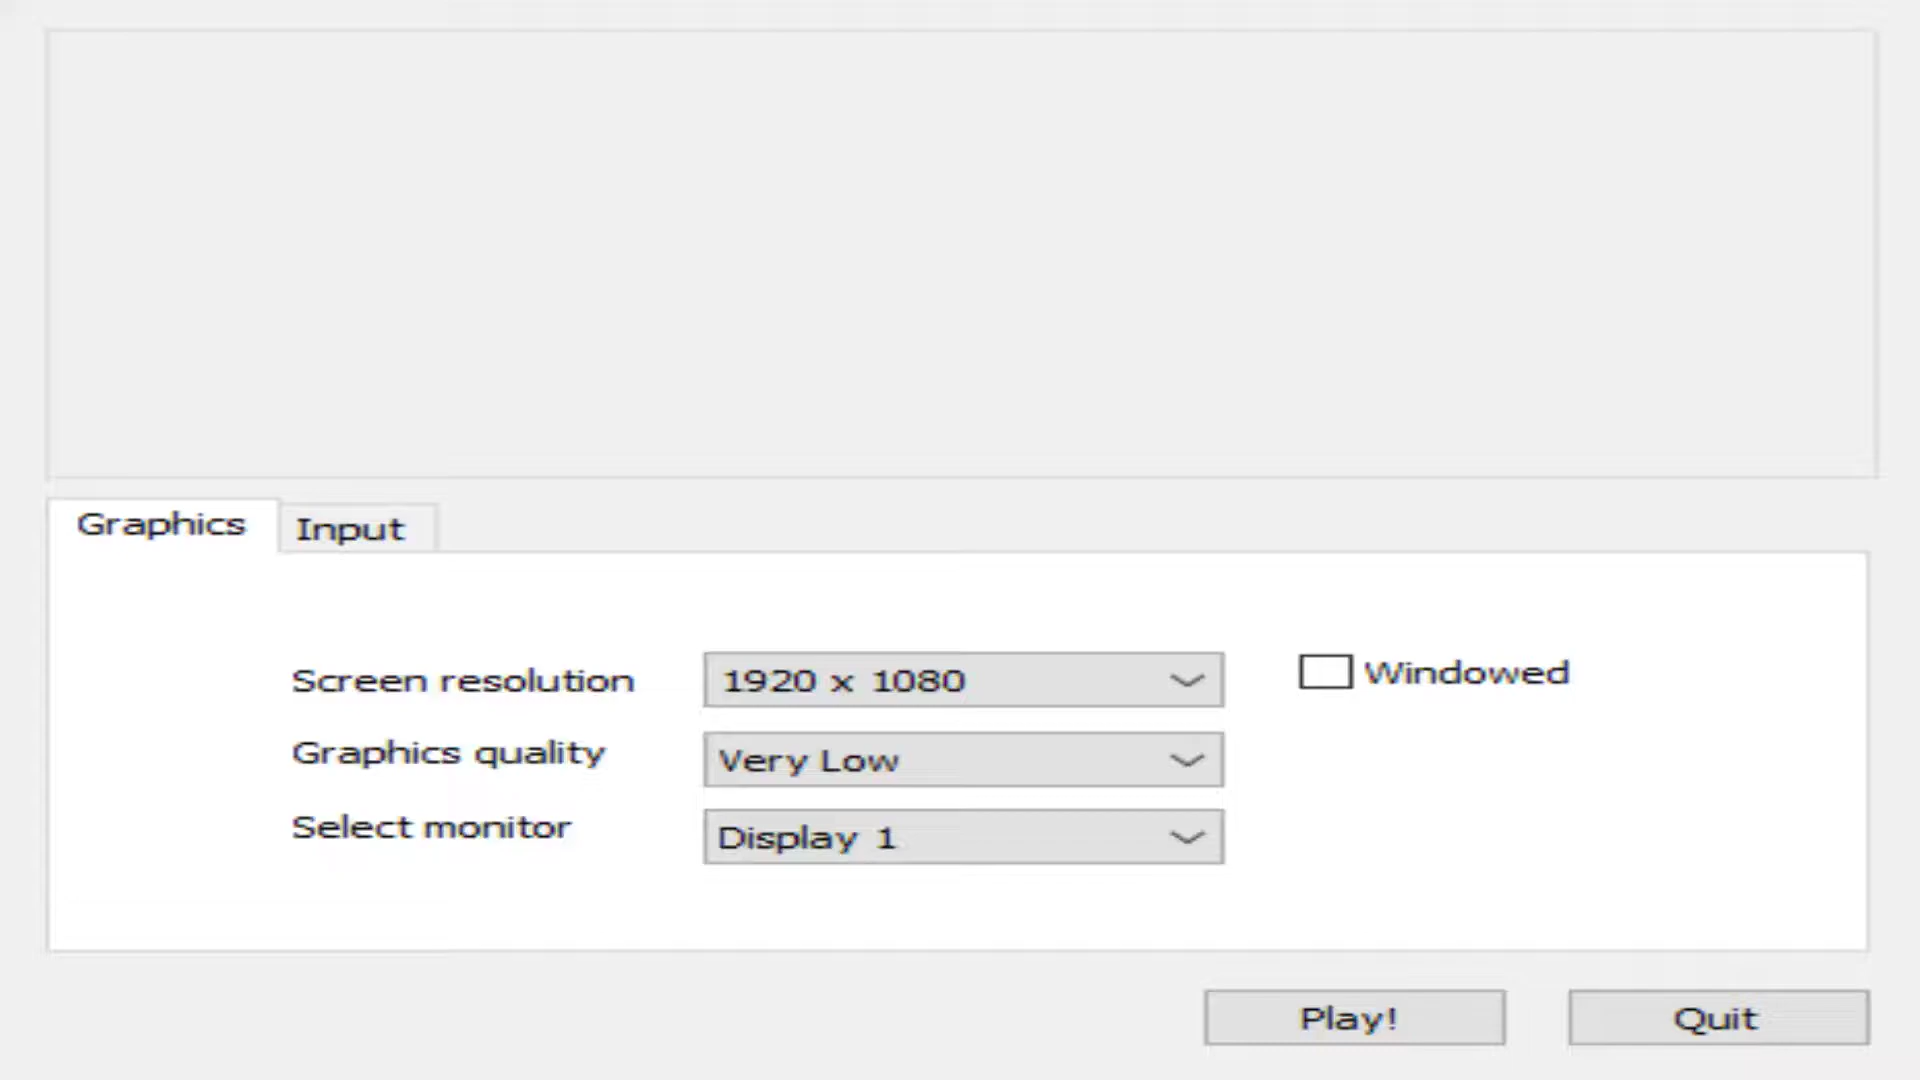 Graphics
Input
Screen resolution
1920 x 1080
Windowed
Graphics quality
Very Low
Select monitor
Display 1
Play!
Quit